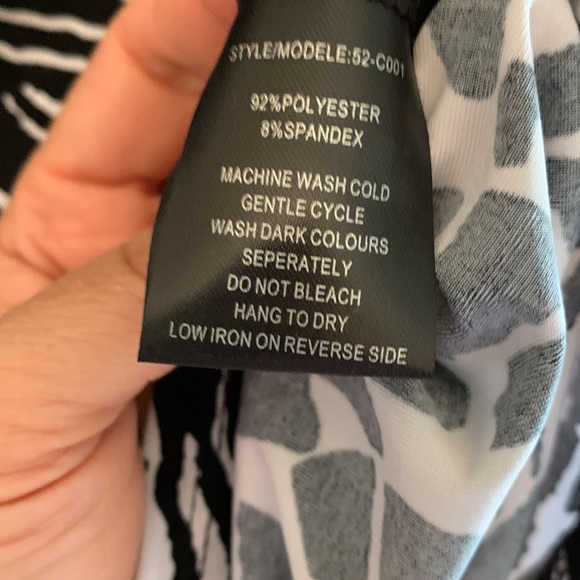 STYLE/MODELE:52-C001
92%POLYESTER
8%SPANDEX
MACHINE WASH COLD
GENTLE CYCLE
WASH DARK COLOURS
SEPERATELY
DO NOT BLEACH
HANG TO DRY
LOW IRON ON REVERSE SIDE